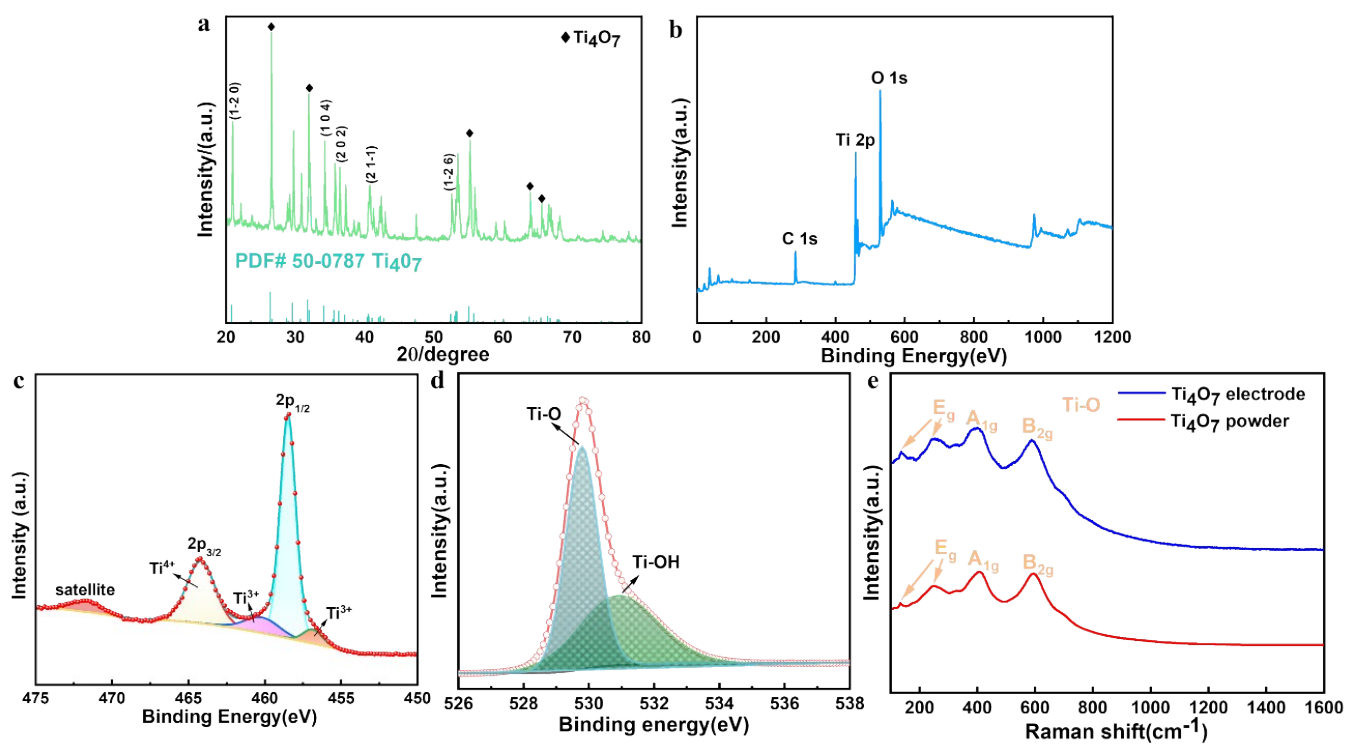 a
◆ Ti₄O₇
(1-2 0)
(1 0 4)
(2 0 2)
(2 1-1)
(1-2 6)
PDF# 50-0787 Ti₄0₇
Intensity/(a.u.)
20 30 40 50 60 70 80
2θ/degree
b
O 1s
Ti 2p
C 1s
Intensity(a.u.)
0 200 400 600 800 1000 1200
Binding Energy(eV)
c
2p₁/₂
2p₃/₂
Ti⁴⁺
satellite
Ti³⁺
Ti³⁺
Intensity (a.u.)
475 470 465 460 455 450
Binding Energy(eV)
d
Ti-O
Ti-OH
Intensity(a.u.)
526 528 530 532 534 536 538
Binding energy(eV)
e
Ti-O
Ti₄O₇ electrode
Ti₄O₇ powder
E_g
A₁g
B₂g
E_g
A₁g
B₂g
Intensity(a.u.)
200 400 600 800 1000 1200 1400 1600
Raman shift(cm⁻¹)